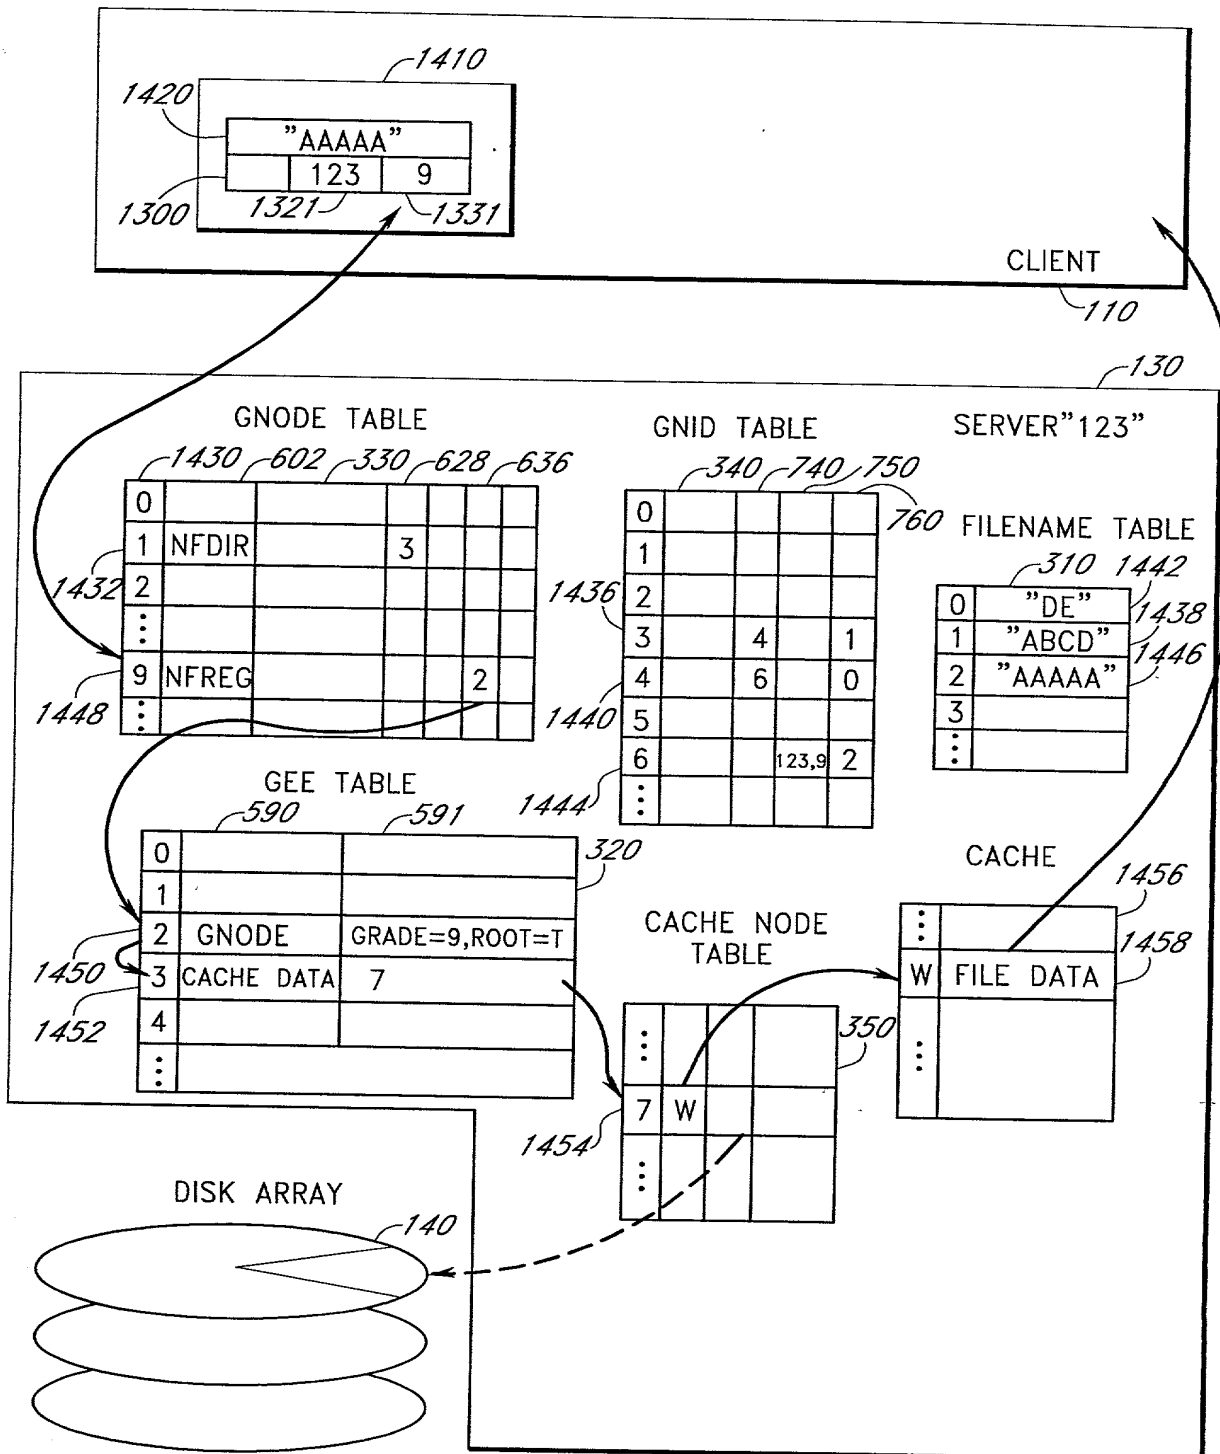 1410
1420
"AAAAA"
123 9
1300 1321 1331
CLIENT
110
130
GNODE TABLE
1430 602 330 628 636
0
1 NFDIR 3
1432
2
⋮
9 NFREG 2
1448
⋮
GNID TABLE
340 740 750
760
0
1
2
1436
3 4 1
4 6 0
1440
5
6 123,9 2
1444
⋮
SERVER"123"
FILENAME TABLE
310
1442
0 "DE"
1438
1 "ABCD"
1446
2 "AAAAA"
3
⋮
GEE TABLE
590 591
320
0
1
2 GNODE GRADE=9,ROOT=T
1450
3 CACHE DATA 7
1452
4
⋮
CACHE NODE
TABLE
350
⋮
7 W
1454
⋮
CACHE
1456
⋮
1458
W FILE DATA
⋮
DISK ARRAY
140